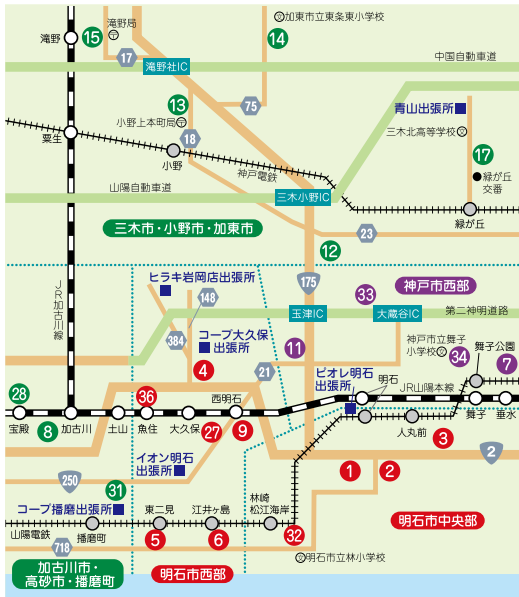 滝野局
〒
文加東市立東条東小学校
滝野
15
14
17
中国自動車道
滝野社IC
13
75
青山出張所
小野上本町局〒
三木北高等学校文
粟生
18
17
小野
神戸電鉄
緑が丘
交番
山陽自動車道
三木小野IC
緑が丘
三木市・小野市・加東市
23
12
ヒラキ岩岡店出張所
175
神戸市西部
JR加古川線
148
33
玉津IC
大蔵谷IC
第二神明道路
384
コープ大久保
出張所
11
神戸市立舞子
小学校文
34
舞子公園
4
21
ピオレ明石
出張所
明石
7
28
36
西明石
JR山陽本線
宝殿
8
加古川
土山
魚住
大久保
27
9
人丸前
3
舞子
垂水
イオン明石
出張所
2
250
31
1
2
コープ播磨出張所
東二見
江井ヶ島
林崎
松江海岸
明石市中央部
山陽電鉄
播磨町
5
6
32
718
文明石市立林小学校
加古川市・
高砂市・播磨町
明石市西部